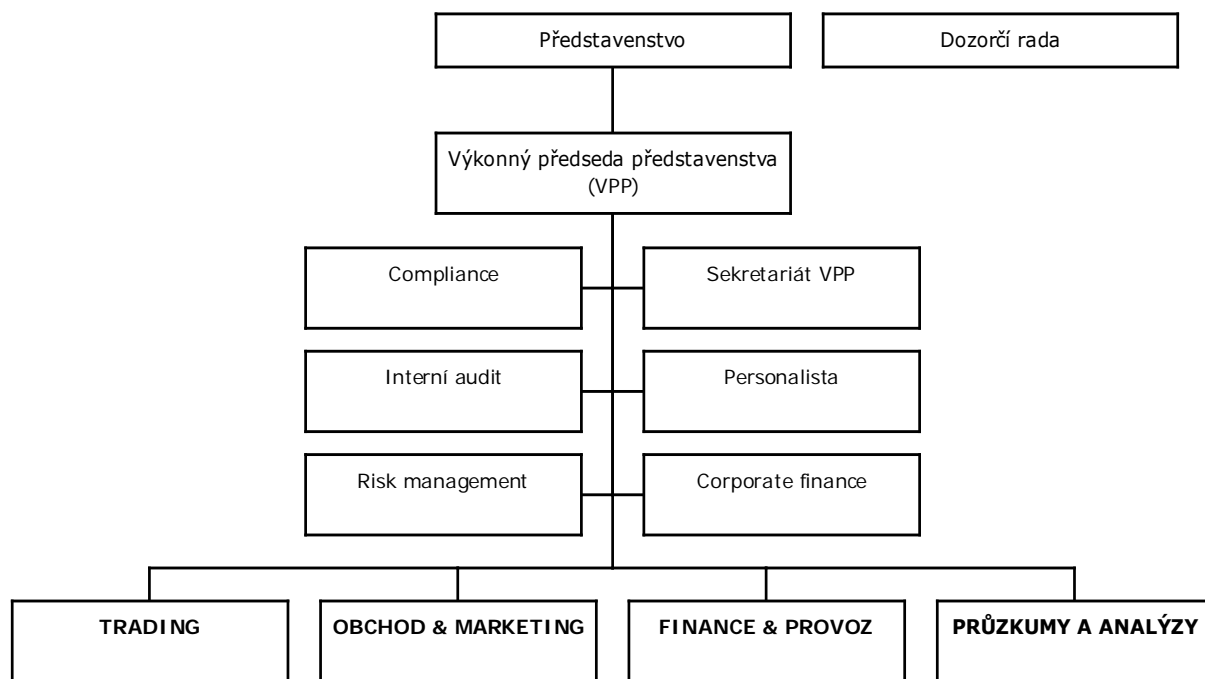 Představenstvo
Dozorčí rada
Výkonný předseda představenstva
(VPP)
Compliance
Sekretariát VPP
Interní audit
Personalista
Risk management
Corporate finance
TRADING
OBCHOD & MARKETING
FINANCE & PROVOZ
PRŮZKUMY A ANALÝZY